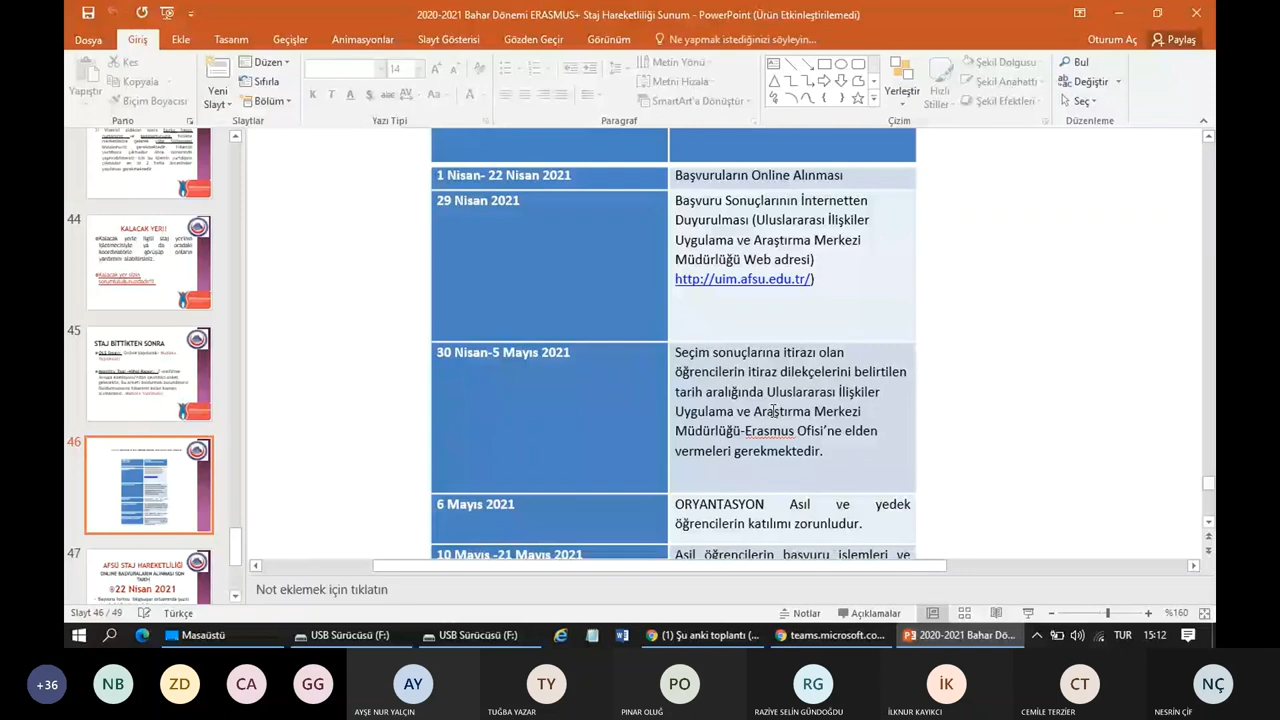 2020-2021 Bahar Dönemi ERASMUS+ Staj Hareketliliği Sunum - PowerPoint (Ürün Etkinleştirilemedi)
Dosya Giriş Ekle Tasarım Geçişler Animasyonlar Slayt Gösterisi Gözden Geçir Görünüm Ne yapmak istediğinizi söyleyin... Oturum Aç Paylaş
Yapıştır
Kes
Kopyala
Biçim Boyacısı
Pano
Yeni
Slayt
Düzen
Sıfırla
Bölüm
Slaytlar
14
K T A S abc AV Aa A
Yazı Tipi
Metin Yönü
Metni Hizala
SmartArt'a Dönüştür
Paragraf
Yerleştir
Hızlı
Stiller
Şekil Dolgusu
Şekil Anahattı
Şekil Efektleri
Çizim
Bul
Değiştir
Seç
Düzenleme
44
KALACAK YER!!
45
STAJ BİTTİKTEN SONRA
46
47
AFSÜ STAJ HAREKETLİLİĞİ
ONLINE BAŞVURULARIN ALINMASI SON
TARİH
22 Nisan 2021
1 Nisan- 22 Nisan 2021
Başvuruların Online Alınması
29 Nisan 2021
Başvuru Sonuçlarının İnternetten
Duyurulması (Uluslararası İlişkiler
Uygulama ve Araştırma Merkezi
Müdürlüğü Web adresi)
http://uim.afsu.edu.tr/)
30 Nisan-5 Mayıs 2021
Seçim sonuçlarına itirazı olan
öğrencilerin itiraz dilekçelerini belirtilen
tarih aralığında Uluslararası İlişkiler
Uygulama ve Araştırma Merkezi
Müdürlüğü-Erasmus Ofisi'ne elden
vermeleri gerekmektedir.
6 Mayıs 2021
ORYANTASYON Asıl ve yedek
öğrencilerin katılımı zorunludur.
10 Mayıs -21 Mayıs 2021
Asil öğrencilerin başvuru işlemleri ve
Not eklemek için tıklatın
Slayt 46 / 49 Türkçe Notlar Açıklamalar %160
Masaüstü USB Sürücüsü (F:) USB Sürücüsü (F:) (1) Şu anki toplantı (... teams.microsoft.co... 2020-2021 Bahar Dö... TUR 15:12
+36 NB ZD CA GG AY TY PO RG İK CT NÇ
AYŞE NUR YALÇIN TUĞBA YAZAR PINAR OLUĞ RAZİYE SELİN GÜNDOĞDU İLKNUR KAYIKCI CEMİLE TERZİER NESRİN ÇİF